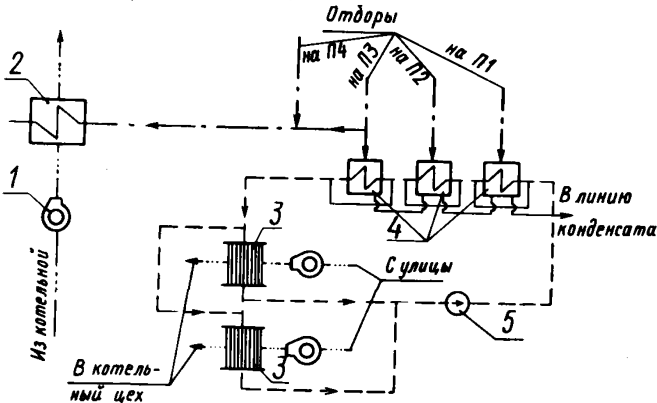 Отборы
на П4
на П3
на П2
на П1
2
1
Из котельной
3
4
В линию
конденсата
С улицы
5
3
В котель-
ный цех